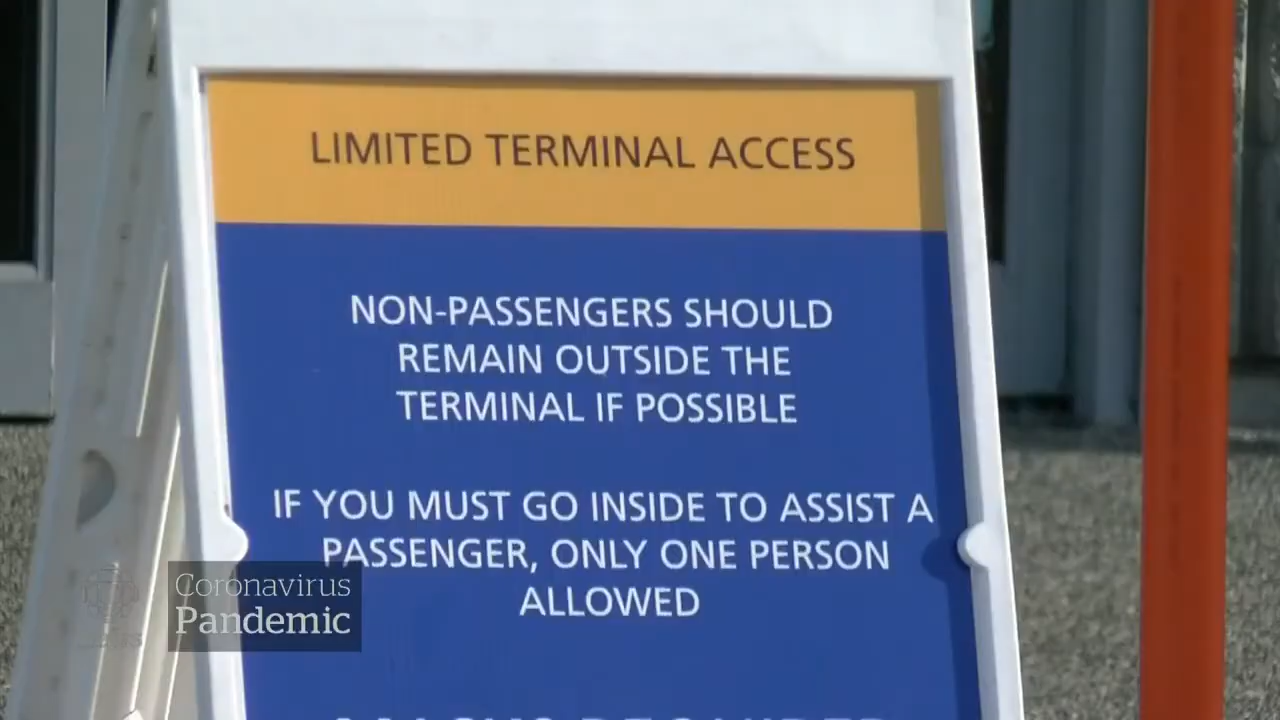 LIMITED TERMINAL ACCESS
NON-PASSENGERS SHOULD
REMAIN OUTSIDE THE
TERMINAL IF POSSIBLE
IF YOU MUST GO INSIDE TO ASSIST A
PASSENGER, ONLY ONE PERSON
ALLOWED
Coronavirus
Pandemic